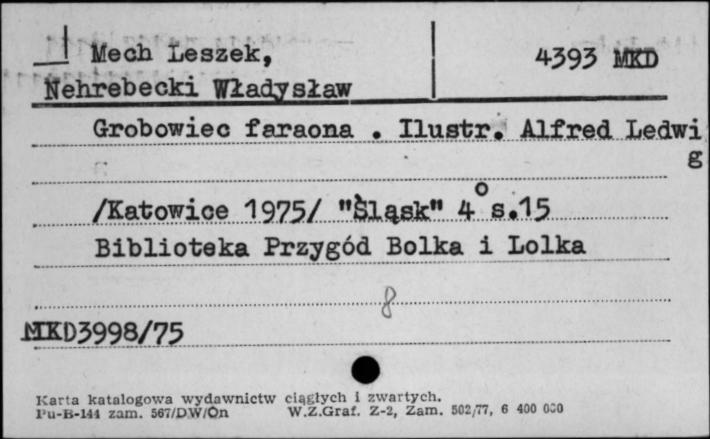 Mech Leszek, 4393 MKD
Nehrebecki Władysław
Grobowiec faraona . Ilustr. Alfred Ledwi
g
/Katowice 1975/ "Śląsk" 4° s.15
Biblioteka Przygód Bolka i Lolka
8
MKD3998/75
Karta katalogowa wydawnictw ciągłych i zwartych.
Pu-B-144 zam. 567/DW/On W.Z.Graf. Z-2, Zam. 502/77, 6 400 000